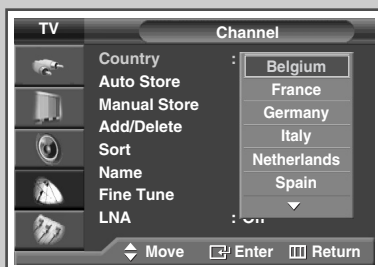 TV Channel
Country :
Belgium
Auto Store
France
Manual Store
Germany
Add/Delete
Italy
Sort
Netherlands
Name
Spain
Fine Tune
LNA : Off
Move Enter Return